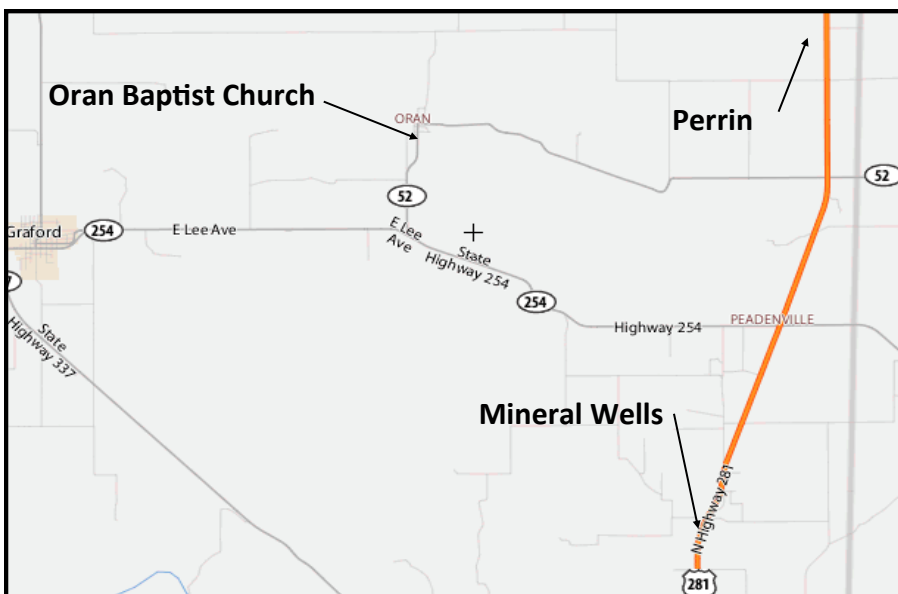 Oran Baptist Church
ORAN
Perrin
52
52
Graford
254
E Lee Ave
E Lee
Ave
State
Highway 254
254
Highway 254
PEADENVILLE
State
Highway 337
Mineral Wells
N Highway 281
281